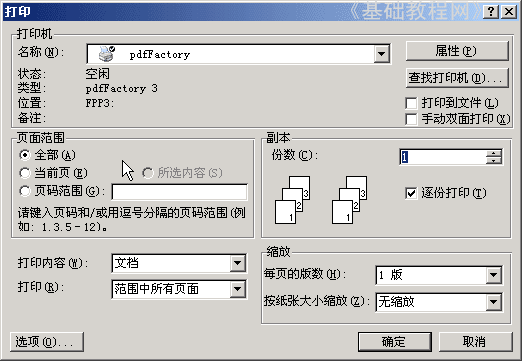 打印
《基础教程网》
打印机
名称(N):
pdfFactory
属性(P)
状态:
空闲
查找打印机(D)...
类型:
pdfFactory 3
位置:
FPP3:
打印到文件(L)
备注:
手动双面打印(X)
页面范围
全部(A)
当前页(E)
所选内容(S)
页码范围(G):
请键入页码和/或用逗号分隔的页码范围(例
如: 1.3.5-12)。
副本
份数(C):
1
1
2
3
1
2
3
逐份打印(T)
打印内容(W):
文档
打印(R):
范围中所有页面
缩放
每页的版数(H):
1 版
按纸张大小缩放(Z):
无缩放
选项(O)...
确定
取消